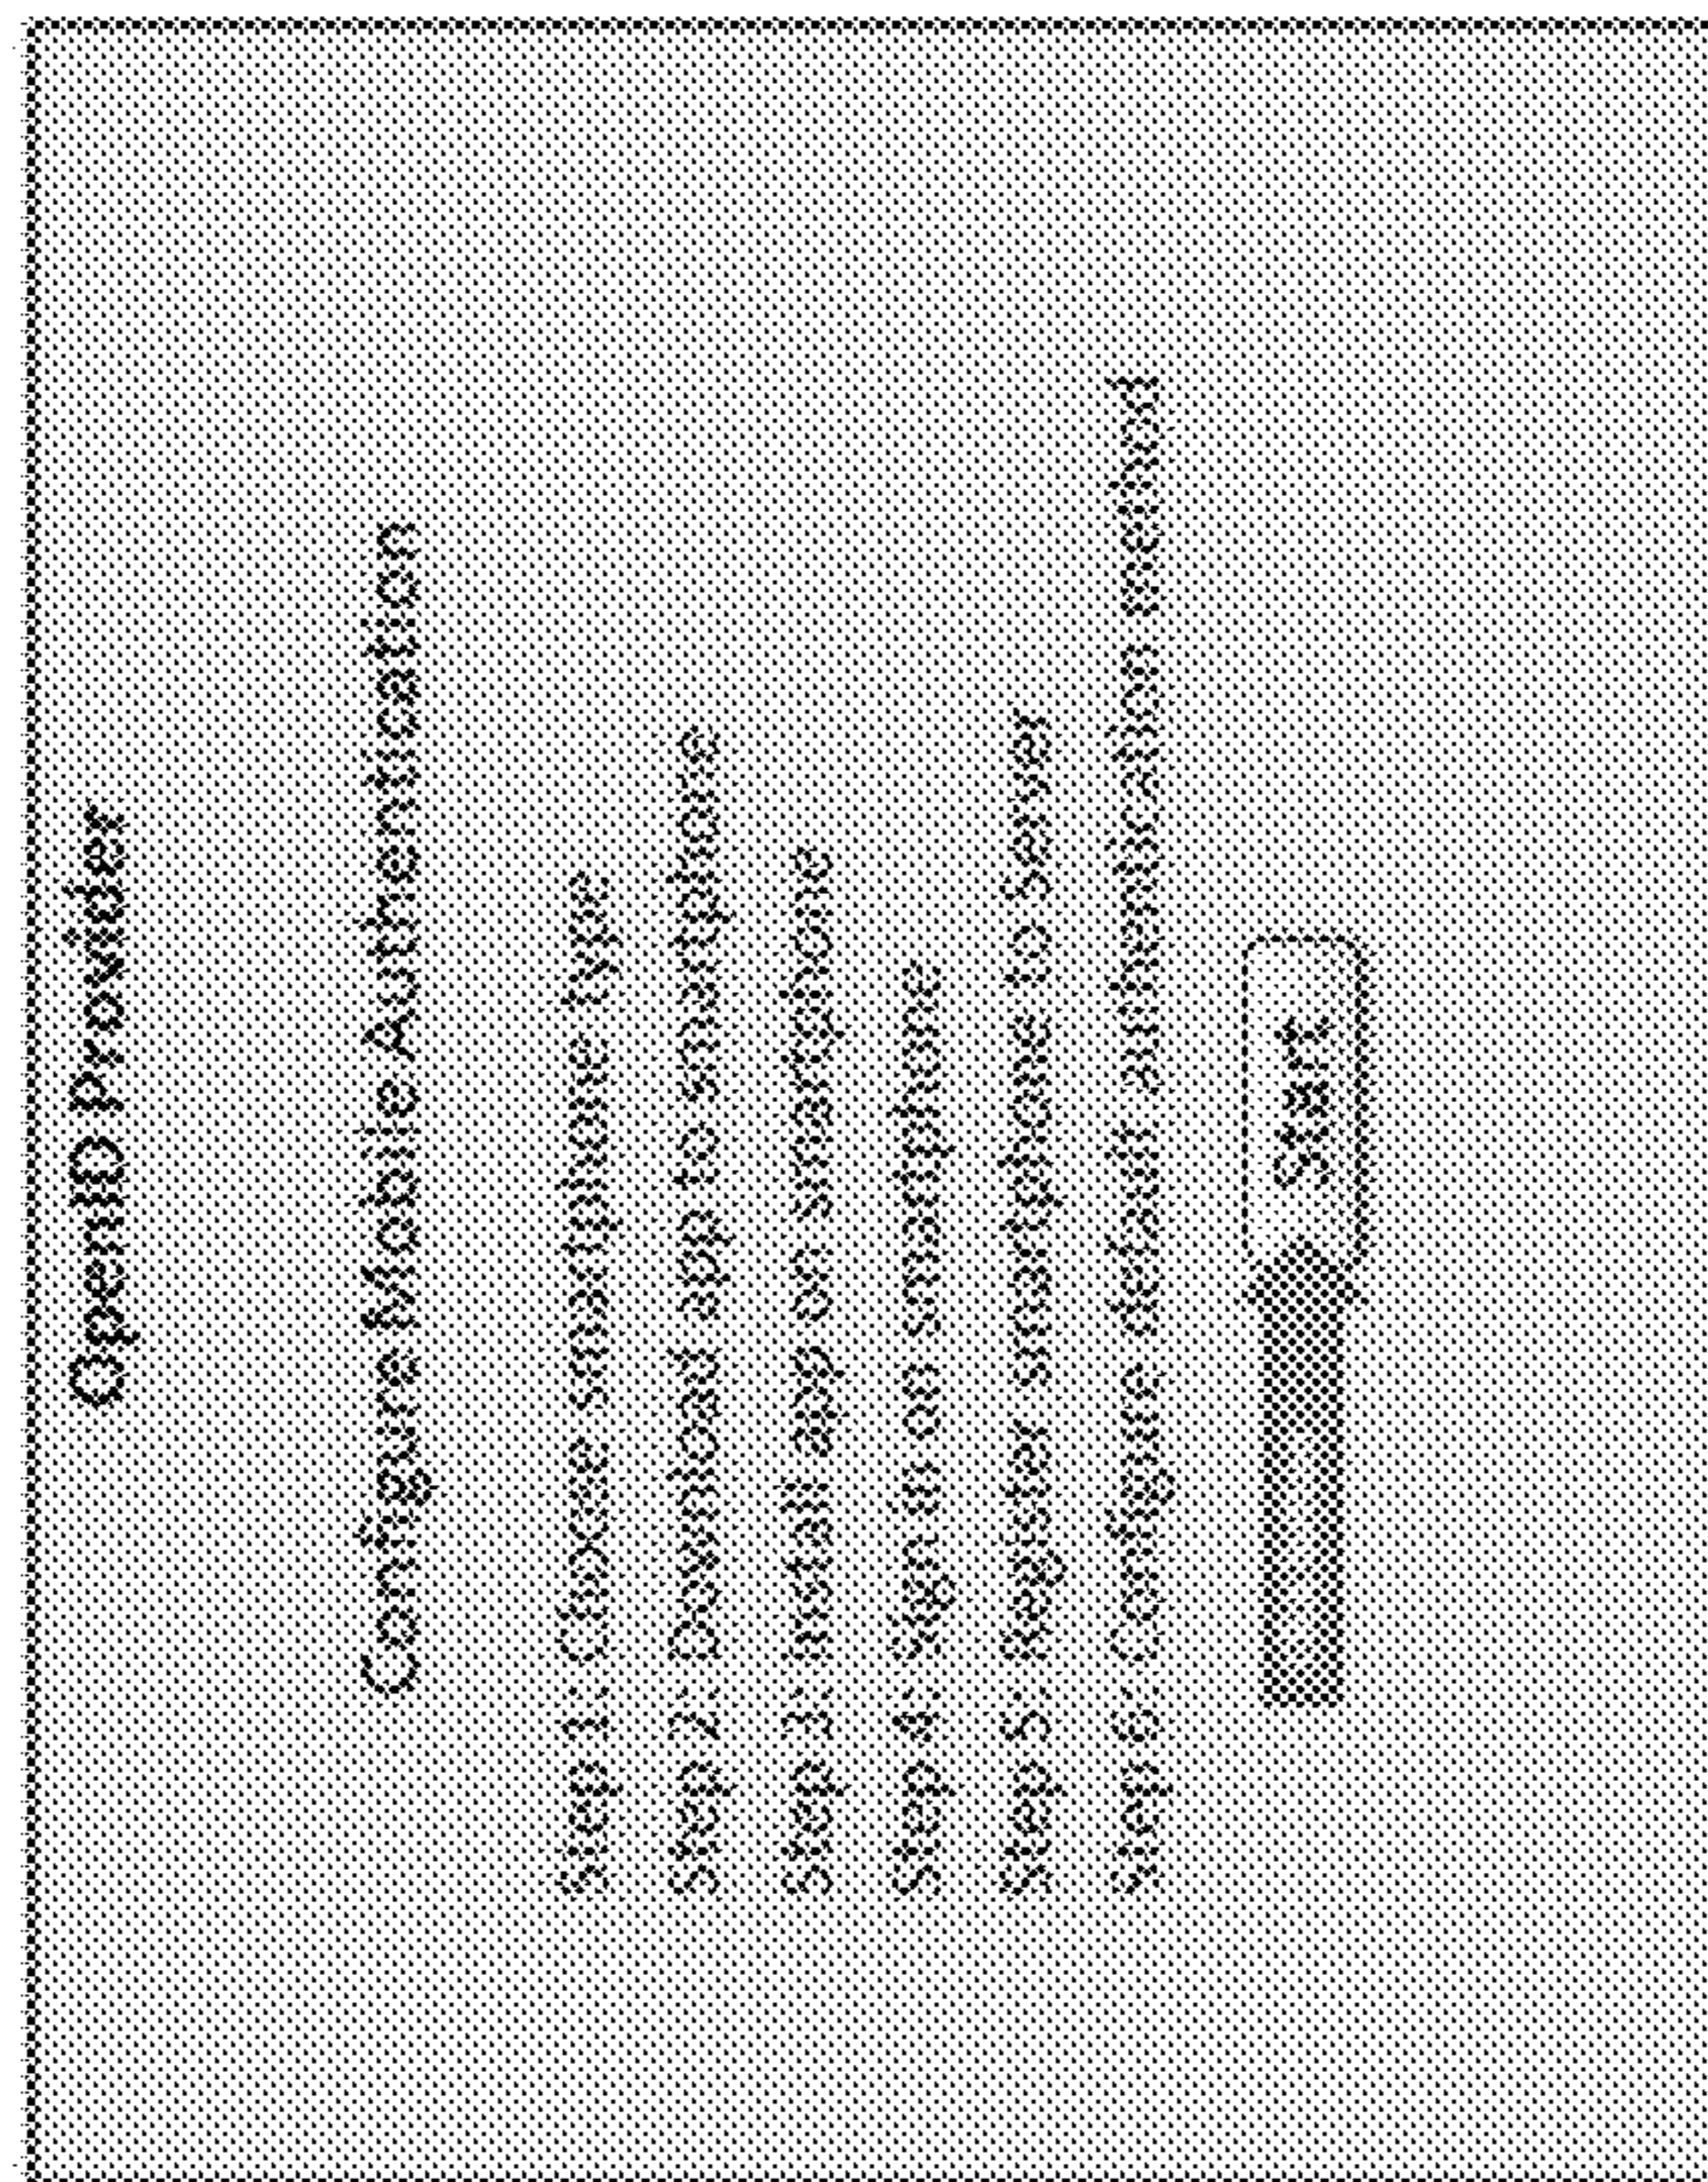 OpenID Provider
Configure Mobile Authentication
Step 1: Choose smartphone type
Step 2: Download app to smartphone
Step 3: Install app on smartphone
Step 4: Sign in on smartphone
Step 5: Register smartphone to Server
Step 6: Configure default authentication method
Start